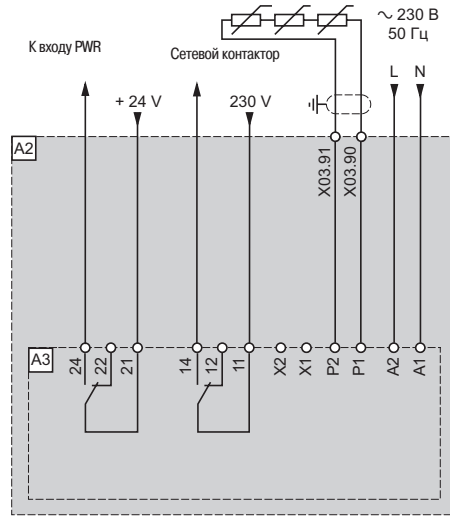 ∼ 230 В
50 Гц
К входу PWR
Сетевой контактор
L N
+ 24 V
230 V
A2
X03.91
X03.90
A3
24
22
21
14
12
11
X2
X1
P2
P1
A2
A1